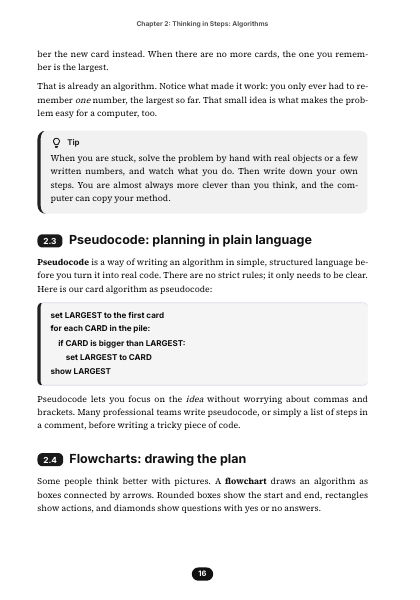 Chapter 2: Thinking in Steps: Algorithms
ber the new card instead. When there are no more cards, the one you remem-
ber is the largest.
That is already an algorithm. Notice what made it work: you only ever had to re-
member one number, the largest so far. That small idea is what makes the prob-
lem easy for a computer, too.
Tip
When you are stuck, solve the problem by hand with real objects or a few
written numbers, and watch what you do. Then write down your own
steps. You are almost always more clever than you think, and the com-
puter can copy your method.
2.3 Pseudocode: planning in plain language
Pseudocode is a way of writing an algorithm in simple, structured language be-
fore you turn it into real code. There are no strict rules; it only needs to be clear.
Here is our card algorithm as pseudocode:
set LARGEST to the first card
for each CARD in the pile:
if CARD is bigger than LARGEST:
set LARGEST to CARD
show LARGEST
Pseudocode lets you focus on the idea without worrying about commas and
brackets. Many professional teams write pseudocode, or simply a list of steps in
a comment, before writing a tricky piece of code.
2.4 Flowcharts: drawing the plan
Some people think better with pictures. A flowchart draws an algorithm as
boxes connected by arrows. Rounded boxes show the start and end, rectangles
show actions, and diamonds show questions with yes or no answers.
16